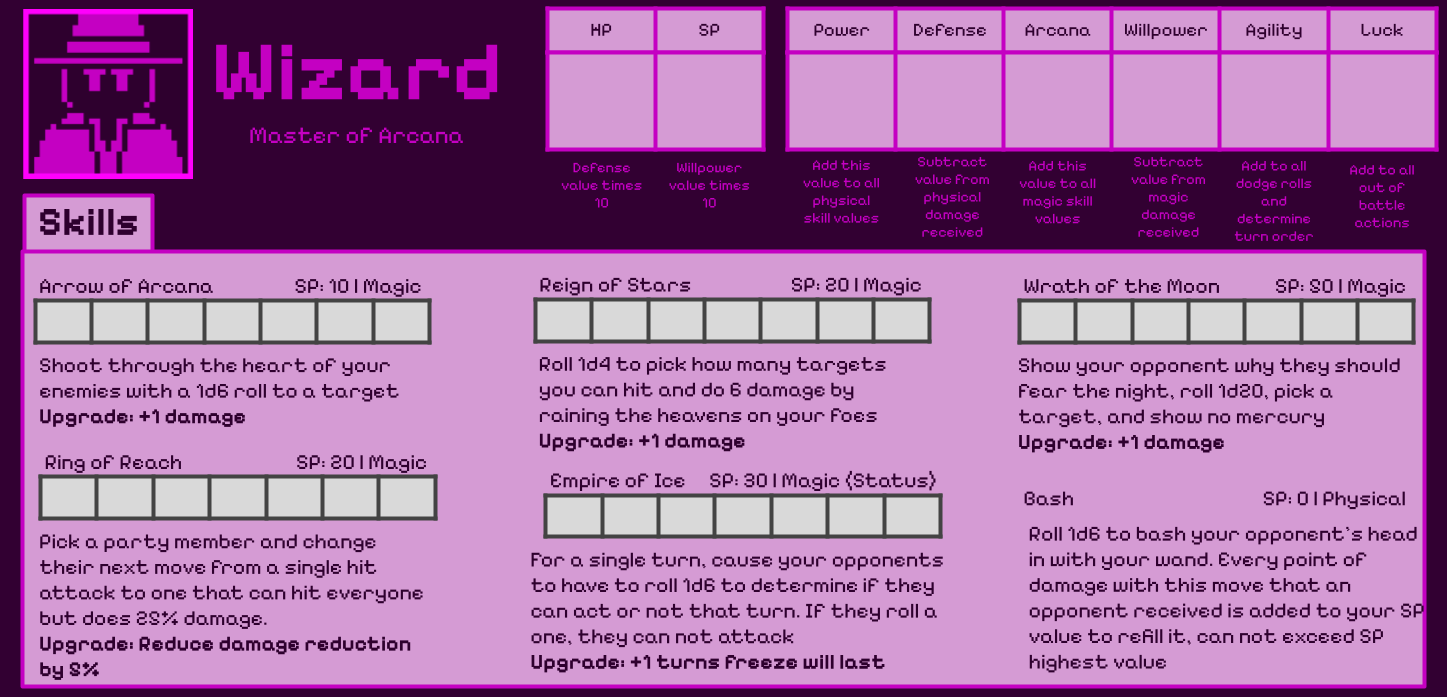 Wizard
Master of Arcana
HP
SP
Defense
value times
10
Willpower
value times
10
Power
Defense
Arcana
Willpower
Agility
Luck
Add this
value to all
physical
skill values
Subtract
value from
physical
damage
received
Add this
value to all
magic skill
values
Subtract
value from
magic
damage
received
Add to all
dodge rolls
and
determine
turn order
Add to all
out of
battle
actions
Skills
Arrow of Arcana SP: 10 | Magic
Shoot through the heart of your
enemies with a 1d6 roll to a target
Upgrade: +1 damage
Ring of Reach SP: 20 | Magic
Pick a party member and change
their next move from a single hit
attack to one that can hit everyone
but does 25% damage.
Upgrade: Reduce damage reduction
by 5%
Reign of Stars SP: 20 | Magic
Roll 1d4 to pick how many targets
you can hit and do 6 damage by
raining the heavens on your foes
Upgrade: +1 damage
Empire of Ice SP: 30 | Magic (Status)
For a single turn, cause your opponents
to have to roll 1d6 to determine if they
can act or not that turn. If they roll a
one, they can not attack
Upgrade: +1 turns freeze will last
Wrath of the Moon SP: 50 | Magic
Show your opponent why they should
fear the night, roll 1d20, pick a
target, and show no mercury
Upgrade: +1 damage
Bash SP: 0 | Physical
Roll 1d6 to bash your opponent's head
in with your wand. Every point of
damage with this move that an
opponent received is added to your SP
value to refill it, can not exceed SP
highest value